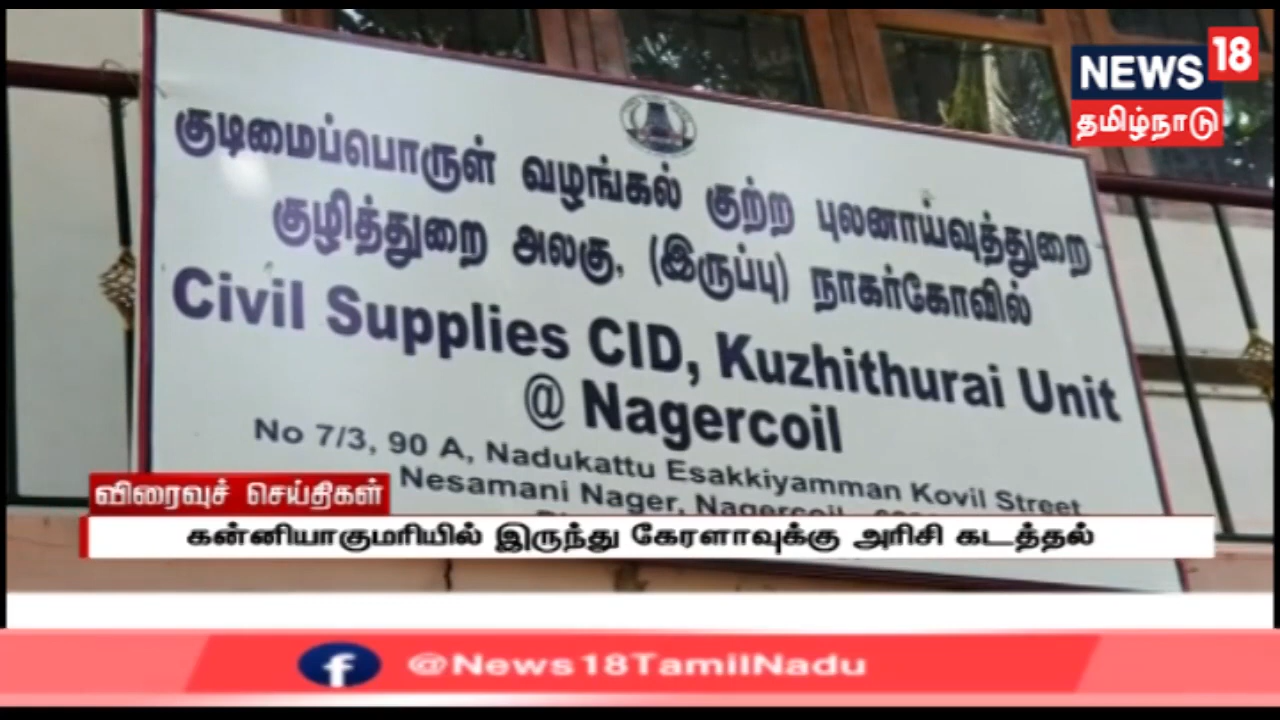 NEWS 18
தமிழ்நாடு
குடிமைப்பொருள் வழங்கல் குற்ற புலனாய்வுத்துறை
குழித்துறை அலகு, (இருப்பு) நாகர்கோவில்
Civil Supplies CID, Kuzhithurai Unit
@ Nagercoil
No 7/3, 90 A, Nadukattu Esakkiyamman Kovil Street
Nesamani Nager, Nagercoil
விரைவுச் செய்திகள்
கன்னியாகுமரியில் இருந்து கேரளாவுக்கு அரிசி கடத்தல்
f @News18TamilNadu